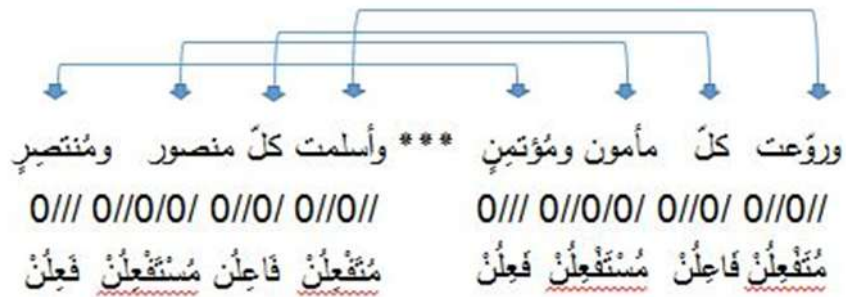 وروّعت كلّ مأمون ومُؤتمِنٍ *** وأسلمت كلّ منصور ومُنتصِرٍ
//0//0 /0//0 /0/0//0 ///0 //0//0 /0//0 /0/0//0 ///0
مُتَفْعِلُنْ فَاعِلُنْ مُسْتَفْعِلُنْ فَعِلُنْ مُتَفْعِلُنْ فَاعِلُن مُسْتَفْعِلُنْ فَعِلُنْ